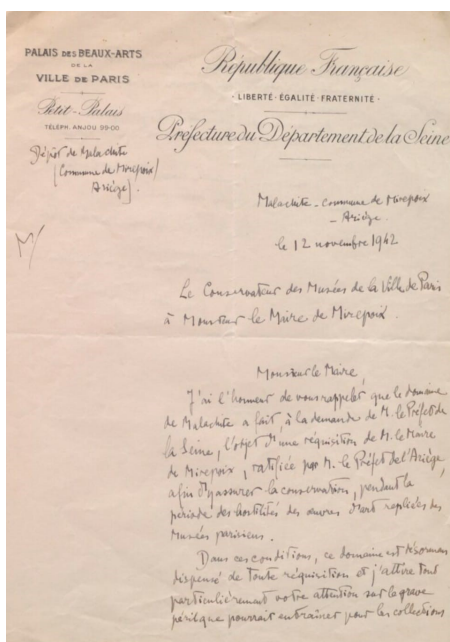 PALAIS DES BEAUX-ARTS
DE LA
VILLE DE PARIS
Petit-Palais
TÉLÉPH. ANJOU 99-00
Dépôt de Malachite
(Commune de Mirepoix)
Ariège).
République Française
LIBERTÉ · ÉGALITÉ · FRATERNITÉ
Préfecture du Département de la Seine
Malachite - commune de Mirepoix
- Ariège.
le 12 novembre 1942
M/
Le Conservateur des Musées de la Ville de Paris
à Monsieur le Maire de Mirepoix.
Monsieur le Maire,
J'ai l'honneur de vous rappeler que le domaine
de Malachite a fait, à la demande de M. le Préfet de
la Seine, l'objet d'une réquisition de M. le Maire
de Mirepoix, ratifiée par M. le Préfet de l'Ariège,
afin d'y assurer la conservation, pendant la
période des hostilités des œuvres d'art repliées des
Musées parisiens.
Dans ces conditions, ce domaine est désormais
dispensé de toute réquisition et j'attire tout
particulièrement votre attention sur le grave
péril que pourrait entraîner pour les collections